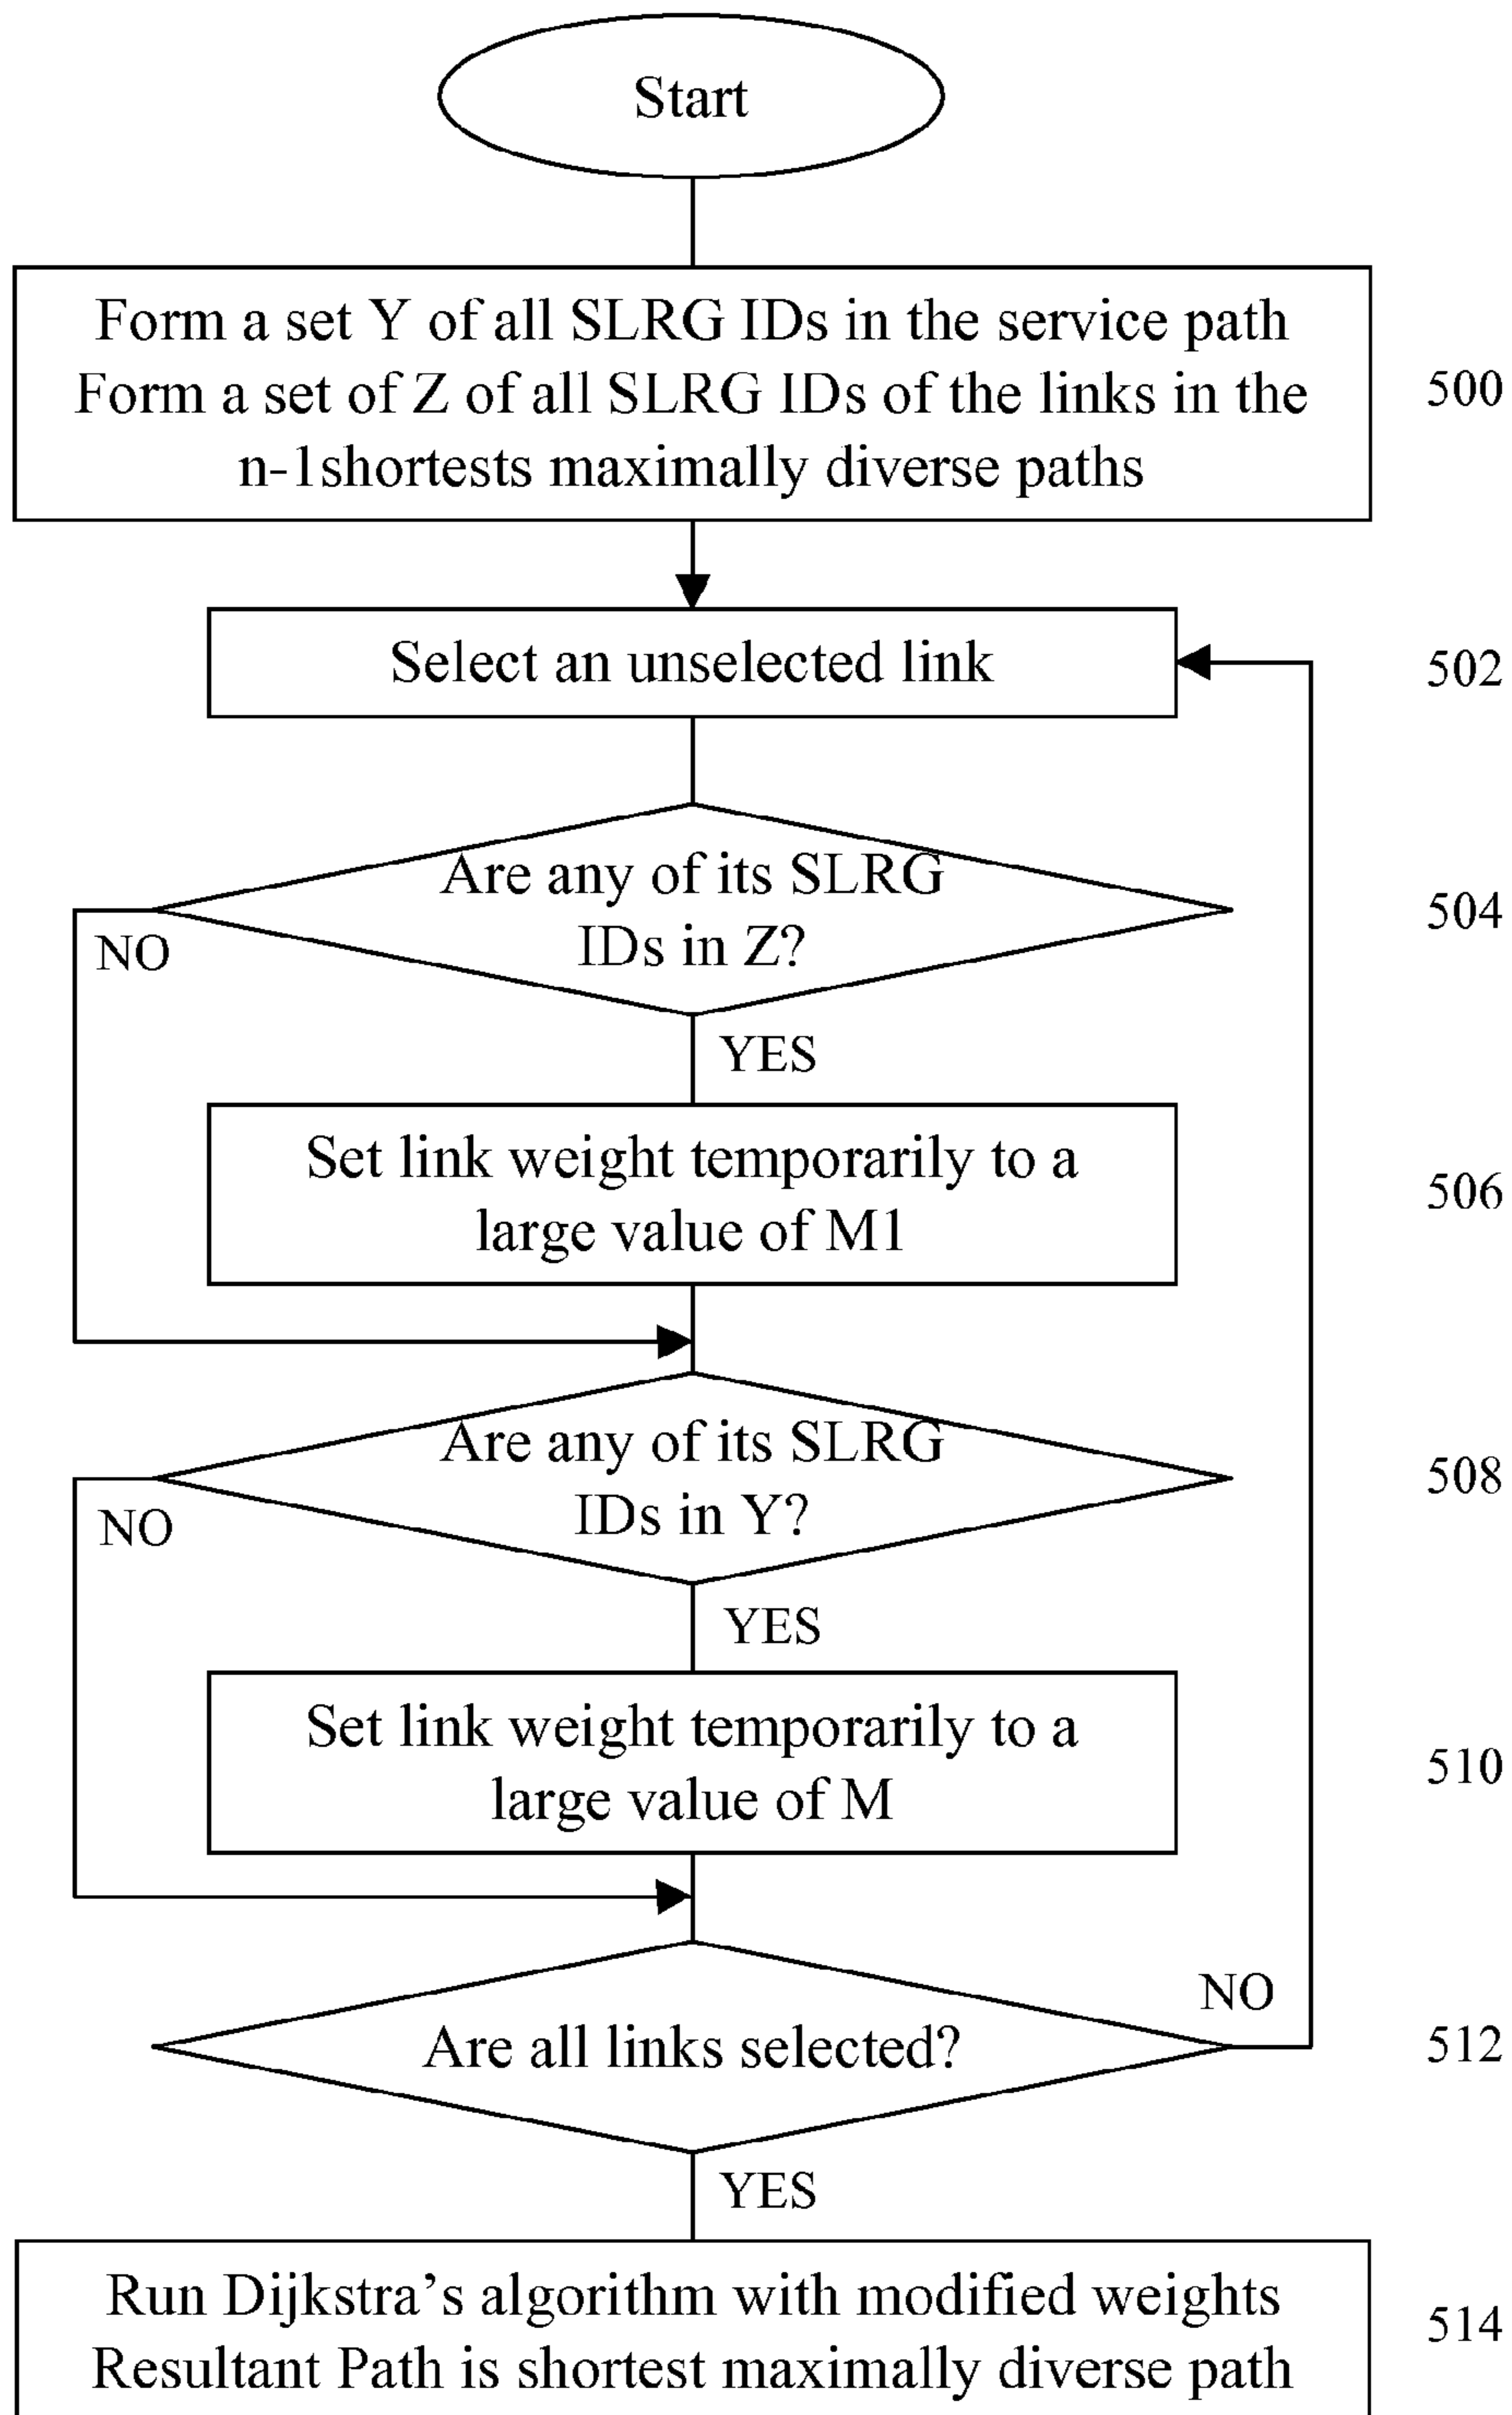 Start
Form a set Y of all SLRG IDs in the service path
Form a set of Z of all SLRG IDs of the links in the
n-1shortests maximally diverse paths
500
Select an unselected link
502
Are any of its SLRG
IDs in Z?
504
NO
YES
Set link weight temporarily to a
large value of M1
506
Are any of its SLRG
IDs in Y?
508
NO
YES
Set link weight temporarily to a
large value of M
510
NO
Are all links selected?
512
YES
Run Dijkstra's algorithm with modified weights
Resultant Path is shortest maximally diverse path
514